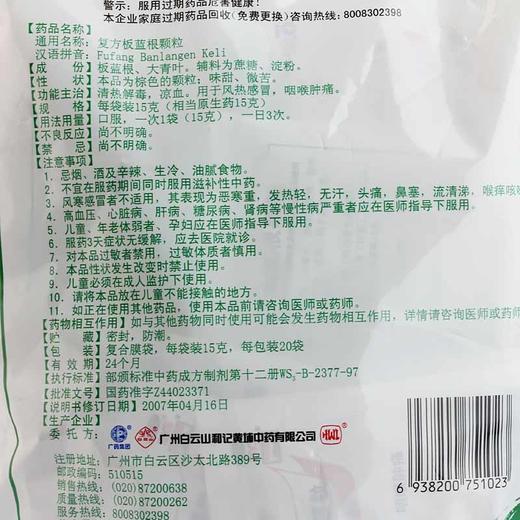 警示：服用过期药品危害健康！
本企业家庭过期药品回收（免费更换）咨询热线：8008302398
【药品名称】
通用名称：复方板蓝根颗粒
汉语拼音：Fufang Banlangen Keli
【成　　份】板蓝根、大青叶。辅料为蔗糖、淀粉。
【性　　状】本品为棕色的颗粒；味甜、微苦。
【功能主治】清热解毒，凉血。用于风热感冒，咽喉肿痛。
【规　　格】每袋装15克（相当原生药15克）
【用法用量】口服，一次1袋（15克），一日3次。
【不良反应】尚不明确。
【禁　　忌】尚不明确。
【注意事项】
1. 忌烟、酒及辛辣、生冷、油腻食物。
2. 不宜在服药期间同时服用滋补性中药。
3. 风寒感冒者不适用，其表现为恶寒重，发热轻，无汗，头痛，鼻塞，流清涕，喉痒咳嗽
4. 高血压、心脏病、肝病、糖尿病、肾病等慢性病严重者应在医师指导下服用。
5. 儿童、年老体弱者、孕妇应在医师指导下服用。
6. 服药3天症状无缓解，应去医院就诊。
7. 对本品过敏者禁用，过敏体质者慎用。
8. 本品性状发生改变时禁止使用。
9. 儿童必须在成人监护下使用。
10. 请将本品放在儿童不能接触的地方。
11. 如正在使用其他药品，使用本品前请咨询医师或药师。
【药物相互作用】如与其他药物同时使用可能会发生药物相互作用，详情请咨询医师或药师。
【贮　　藏】密封，防潮。
【包　　装】复合膜袋，每袋装15克，每包装20袋
【有 效 期】24个月
【执行标准】部颁标准中药成方制剂第十二册WS₃-B-2377-97
【批准文号】国药准字Z44023371
【说明书修订日期】2007年04月16日
【生产企业】
委 托 方：广药集团 广州白云山和记黄埔中药有限公司
注册地址：广州市白云区沙太北路389号
邮政编码：510515
销售热线：(020)87200638
质量热线：(020)87200262
服务热线：8008302398
6 938200 751023